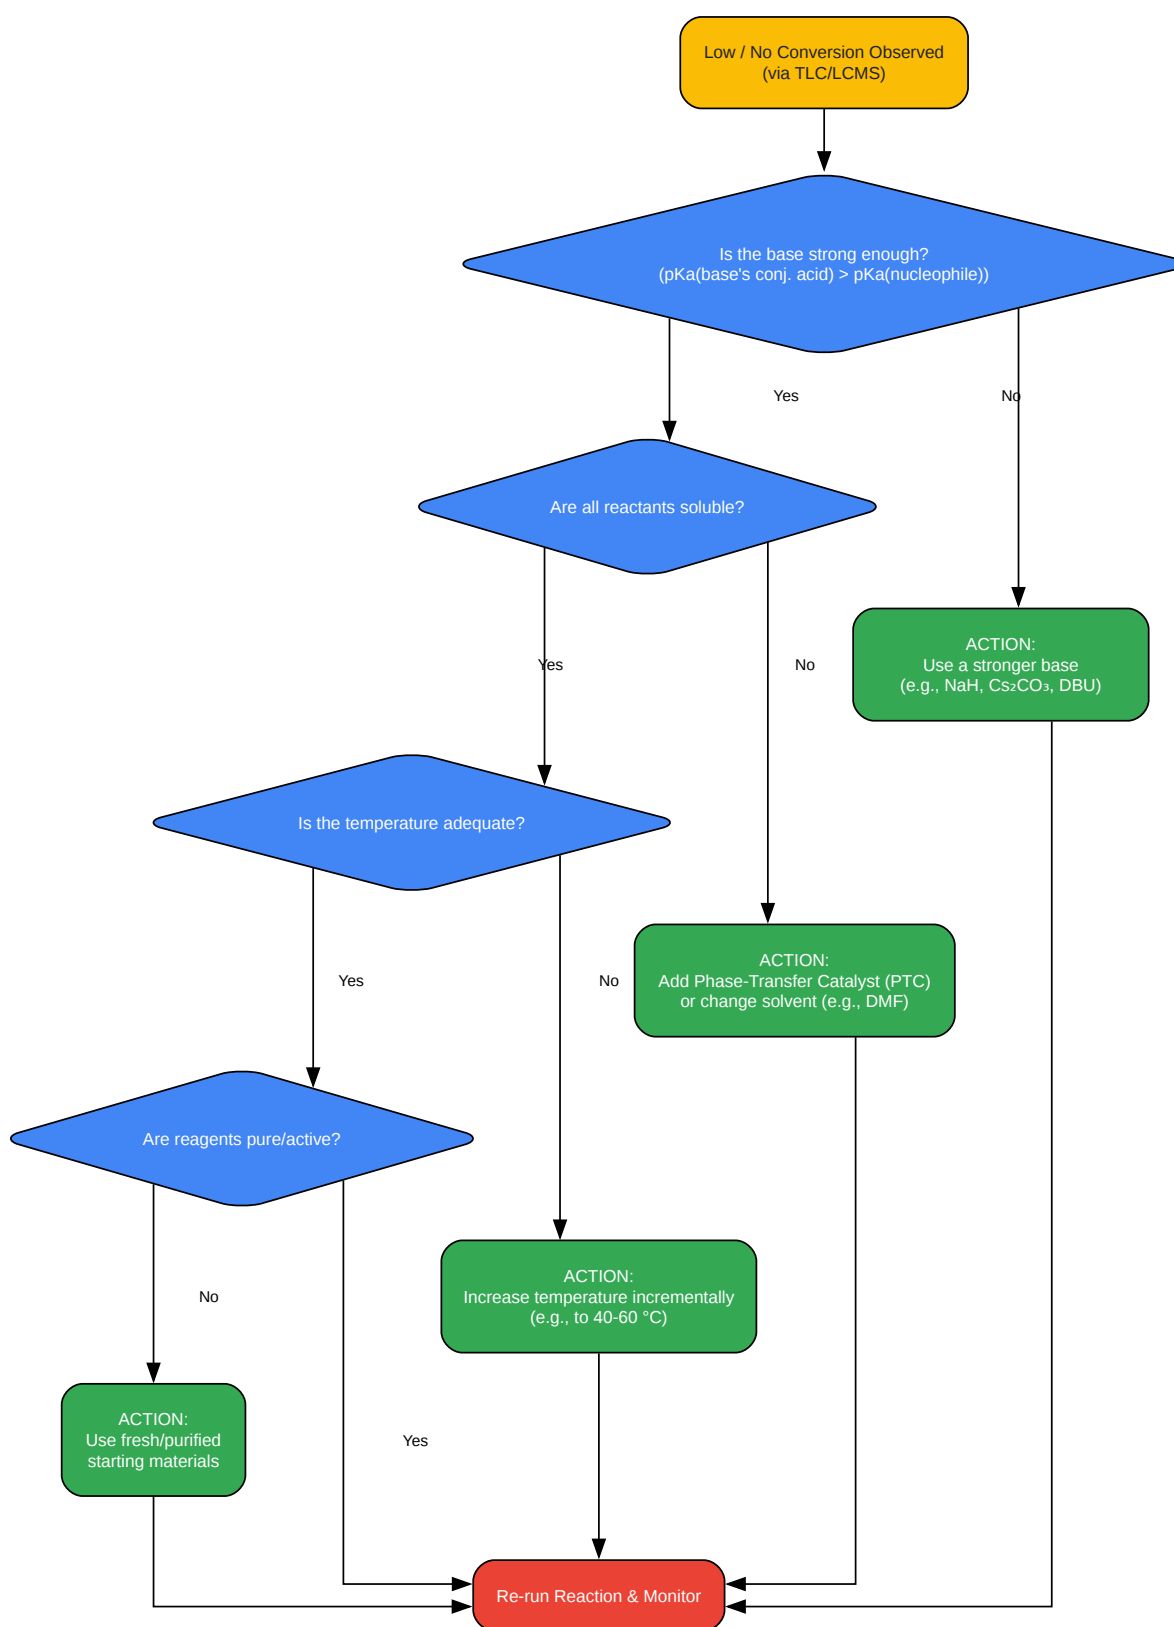 Low / No Conversion Observed
(via TLC/LCMS)
Is the base strong enough?
(pKa(base's conj. acid) > pKa(nucleophile))
Yes
No
Are all reactants soluble?
ACTION:
Use a stronger base
(e.g., NaH, Cs₂CO₃, DBU)
Yes
No
Is the temperature adequate?
ACTION:
Add Phase-Transfer Catalyst (PTC)
or change solvent (e.g., DMF)
Yes
No
Are reagents pure/active?
ACTION:
Increase temperature incrementally
(e.g., to 40-60 °C)
No
ACTION:
Use fresh/purified
starting materials
Yes
Re-run Reaction & Monitor